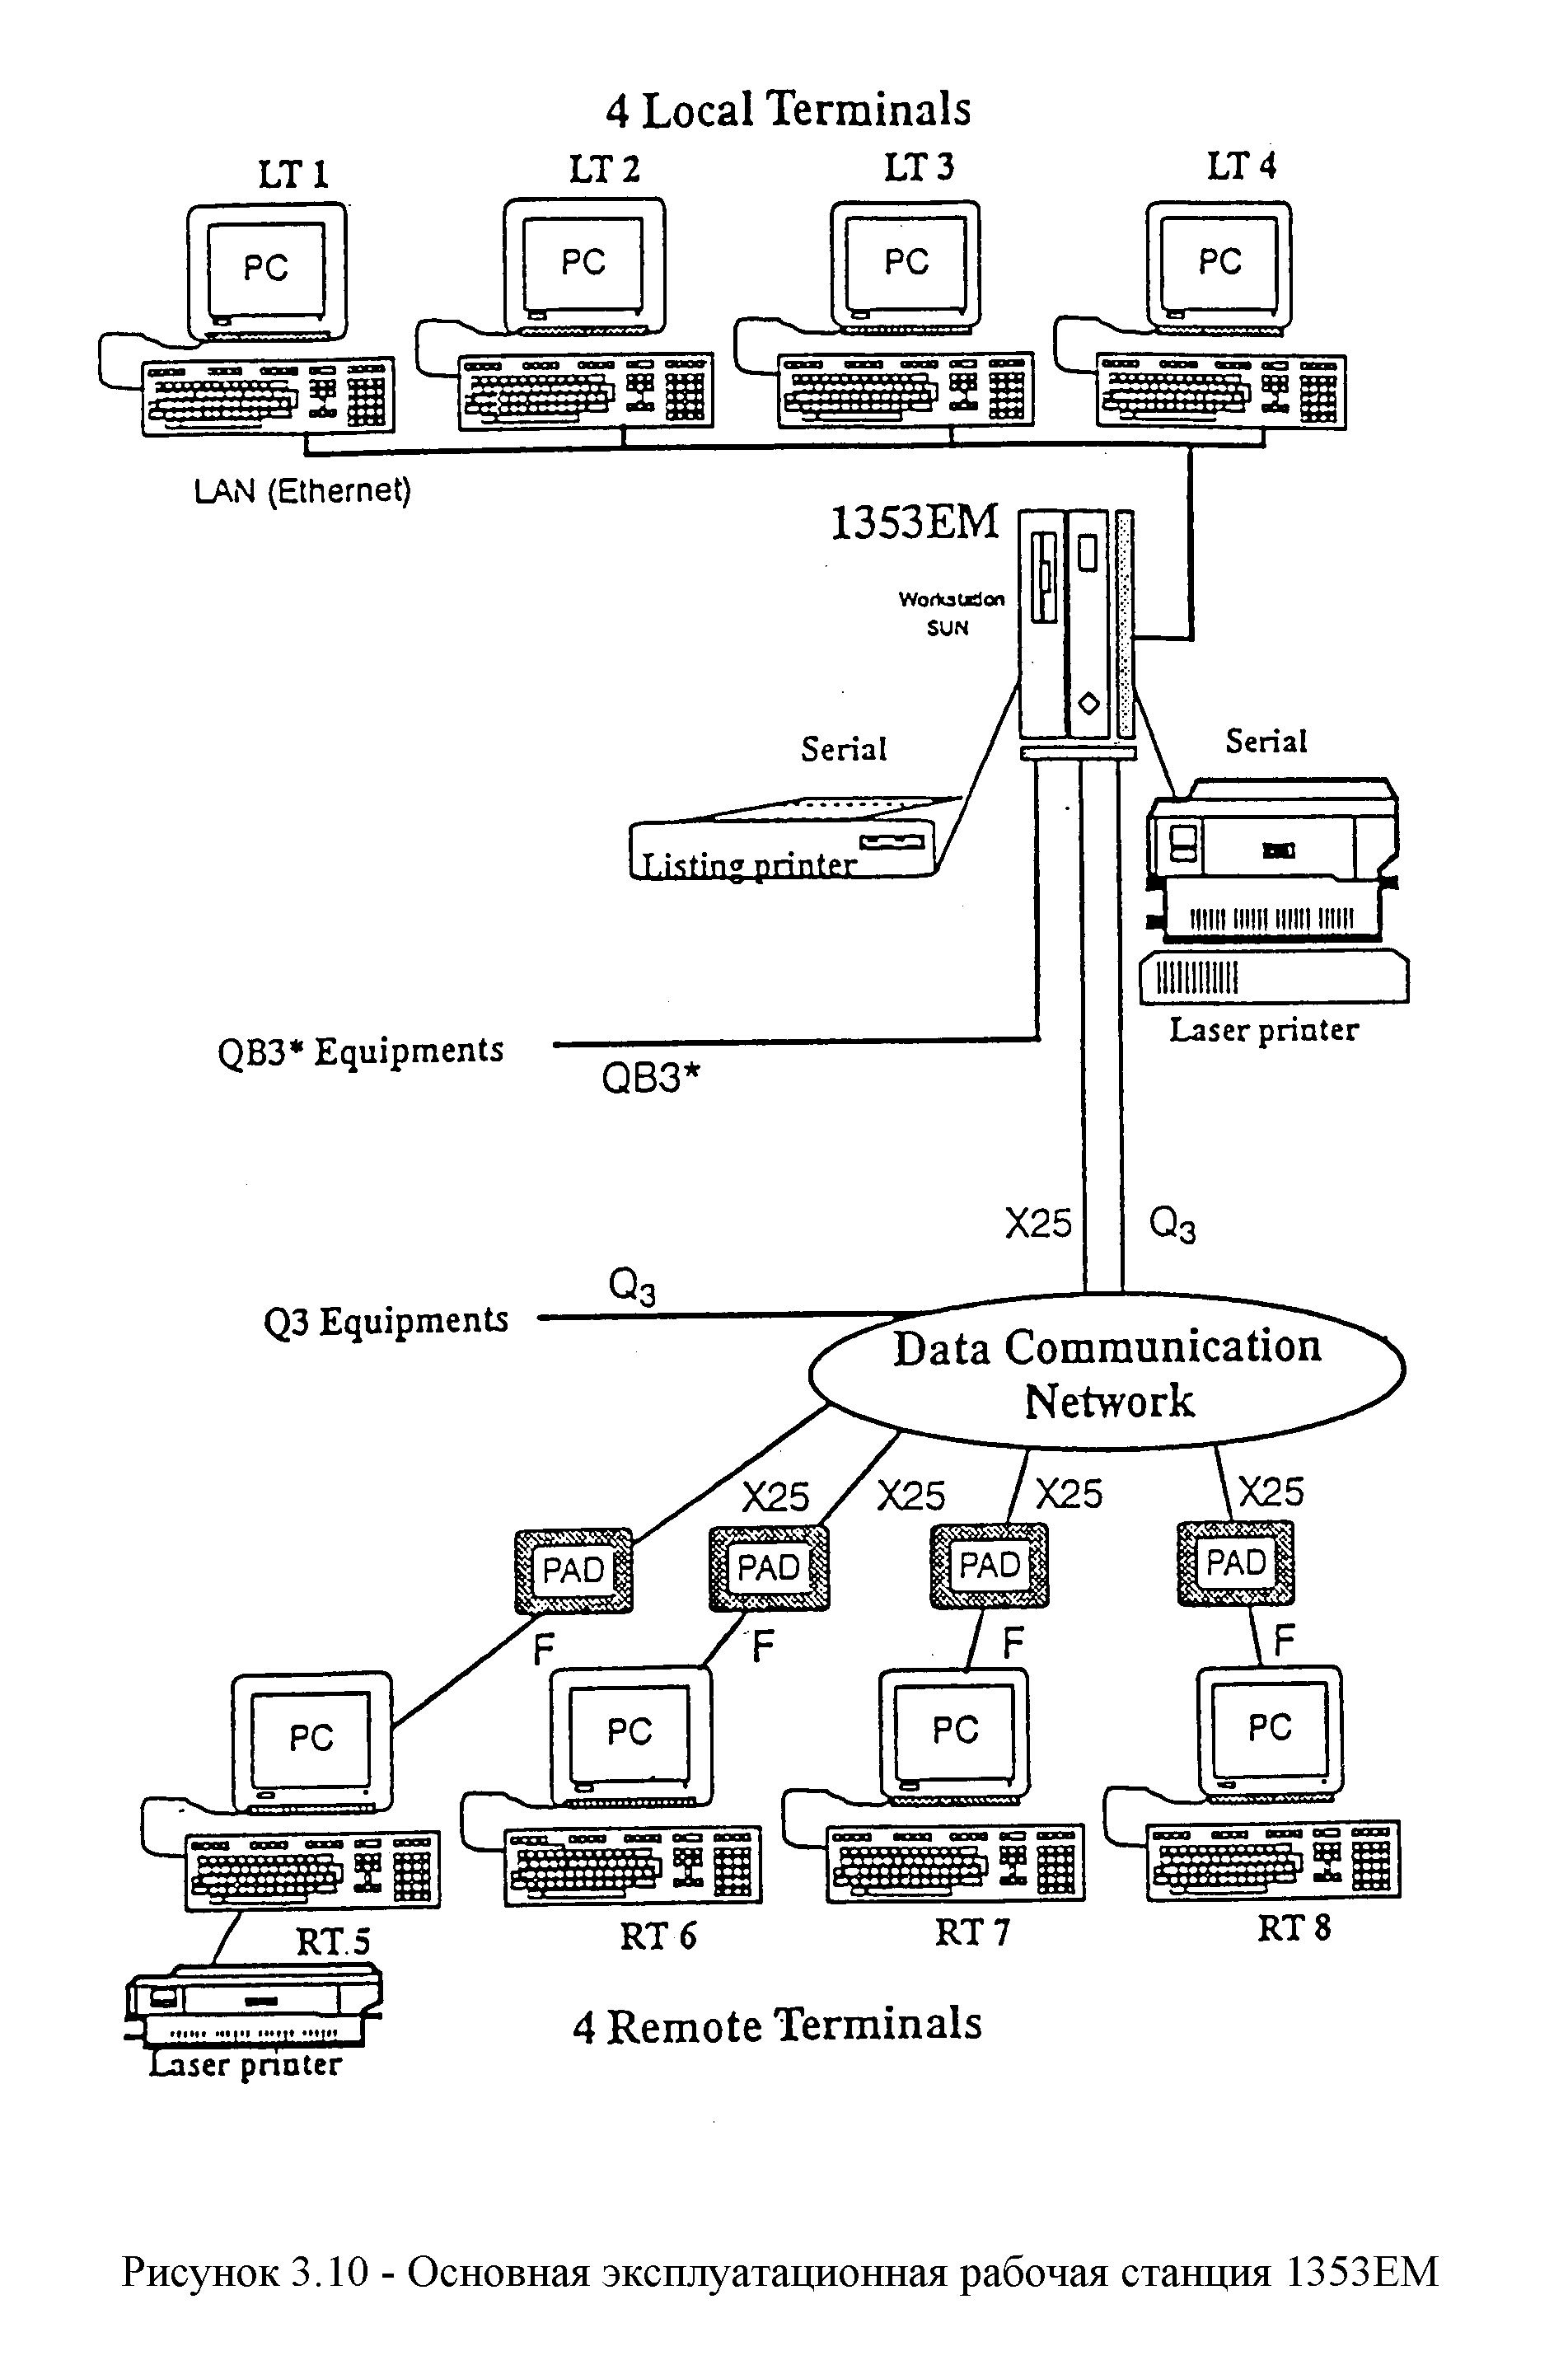 4 Local Terminals
LT 1
LT 2
LT 3
LT 4
PC
PC
PC
PC
LAN (Ethernet)
1353EM
Workstation
SUN
Serial
Serial
Listing printer
Laser printer
QB3* Equipments
QB3*
X25
Q3
Q3
Q3 Equipments
Data Communication
Network
X25
X25
X25
X25
PAD
PAD
PAD
PAD
F
F
F
F
PC
PC
PC
PC
RT.5
RT 6
RT 7
RT 8
4 Remote Terminals
Laser printer
Рисунок 3.10 - Основная эксплуатационная рабочая станция 1353EM